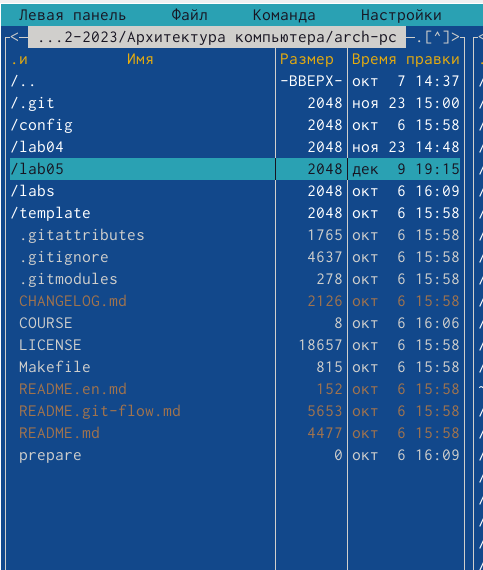 Левая панель Файл Команда Настройки
<─ ...2-2023/Архитектура компьютера/arch-pc ─.[^]>
.и Имя Размер Время правки
/.. -ВВЕРХ- окт 7 14:37
/.git 2048 ноя 23 15:00
/config 2048 окт 6 15:58
/lab04 2048 ноя 23 14:48
/lab05 2048 дек 9 19:15
/labs 2048 окт 6 16:09
/template 2048 окт 6 15:58
.gitattributes 1765 окт 6 15:58
.gitignore 4637 окт 6 15:58
.gitmodules 278 окт 6 15:58
CHANGELOG.md 2126 окт 6 15:58
COURSE 8 окт 6 16:06
LICENSE 18657 окт 6 15:58
Makefile 815 окт 6 15:58
README.en.md 152 окт 6 15:58
README.git-flow.md 5653 окт 6 15:58
README.md 4477 окт 6 15:58
prepare 0 окт 6 16:09